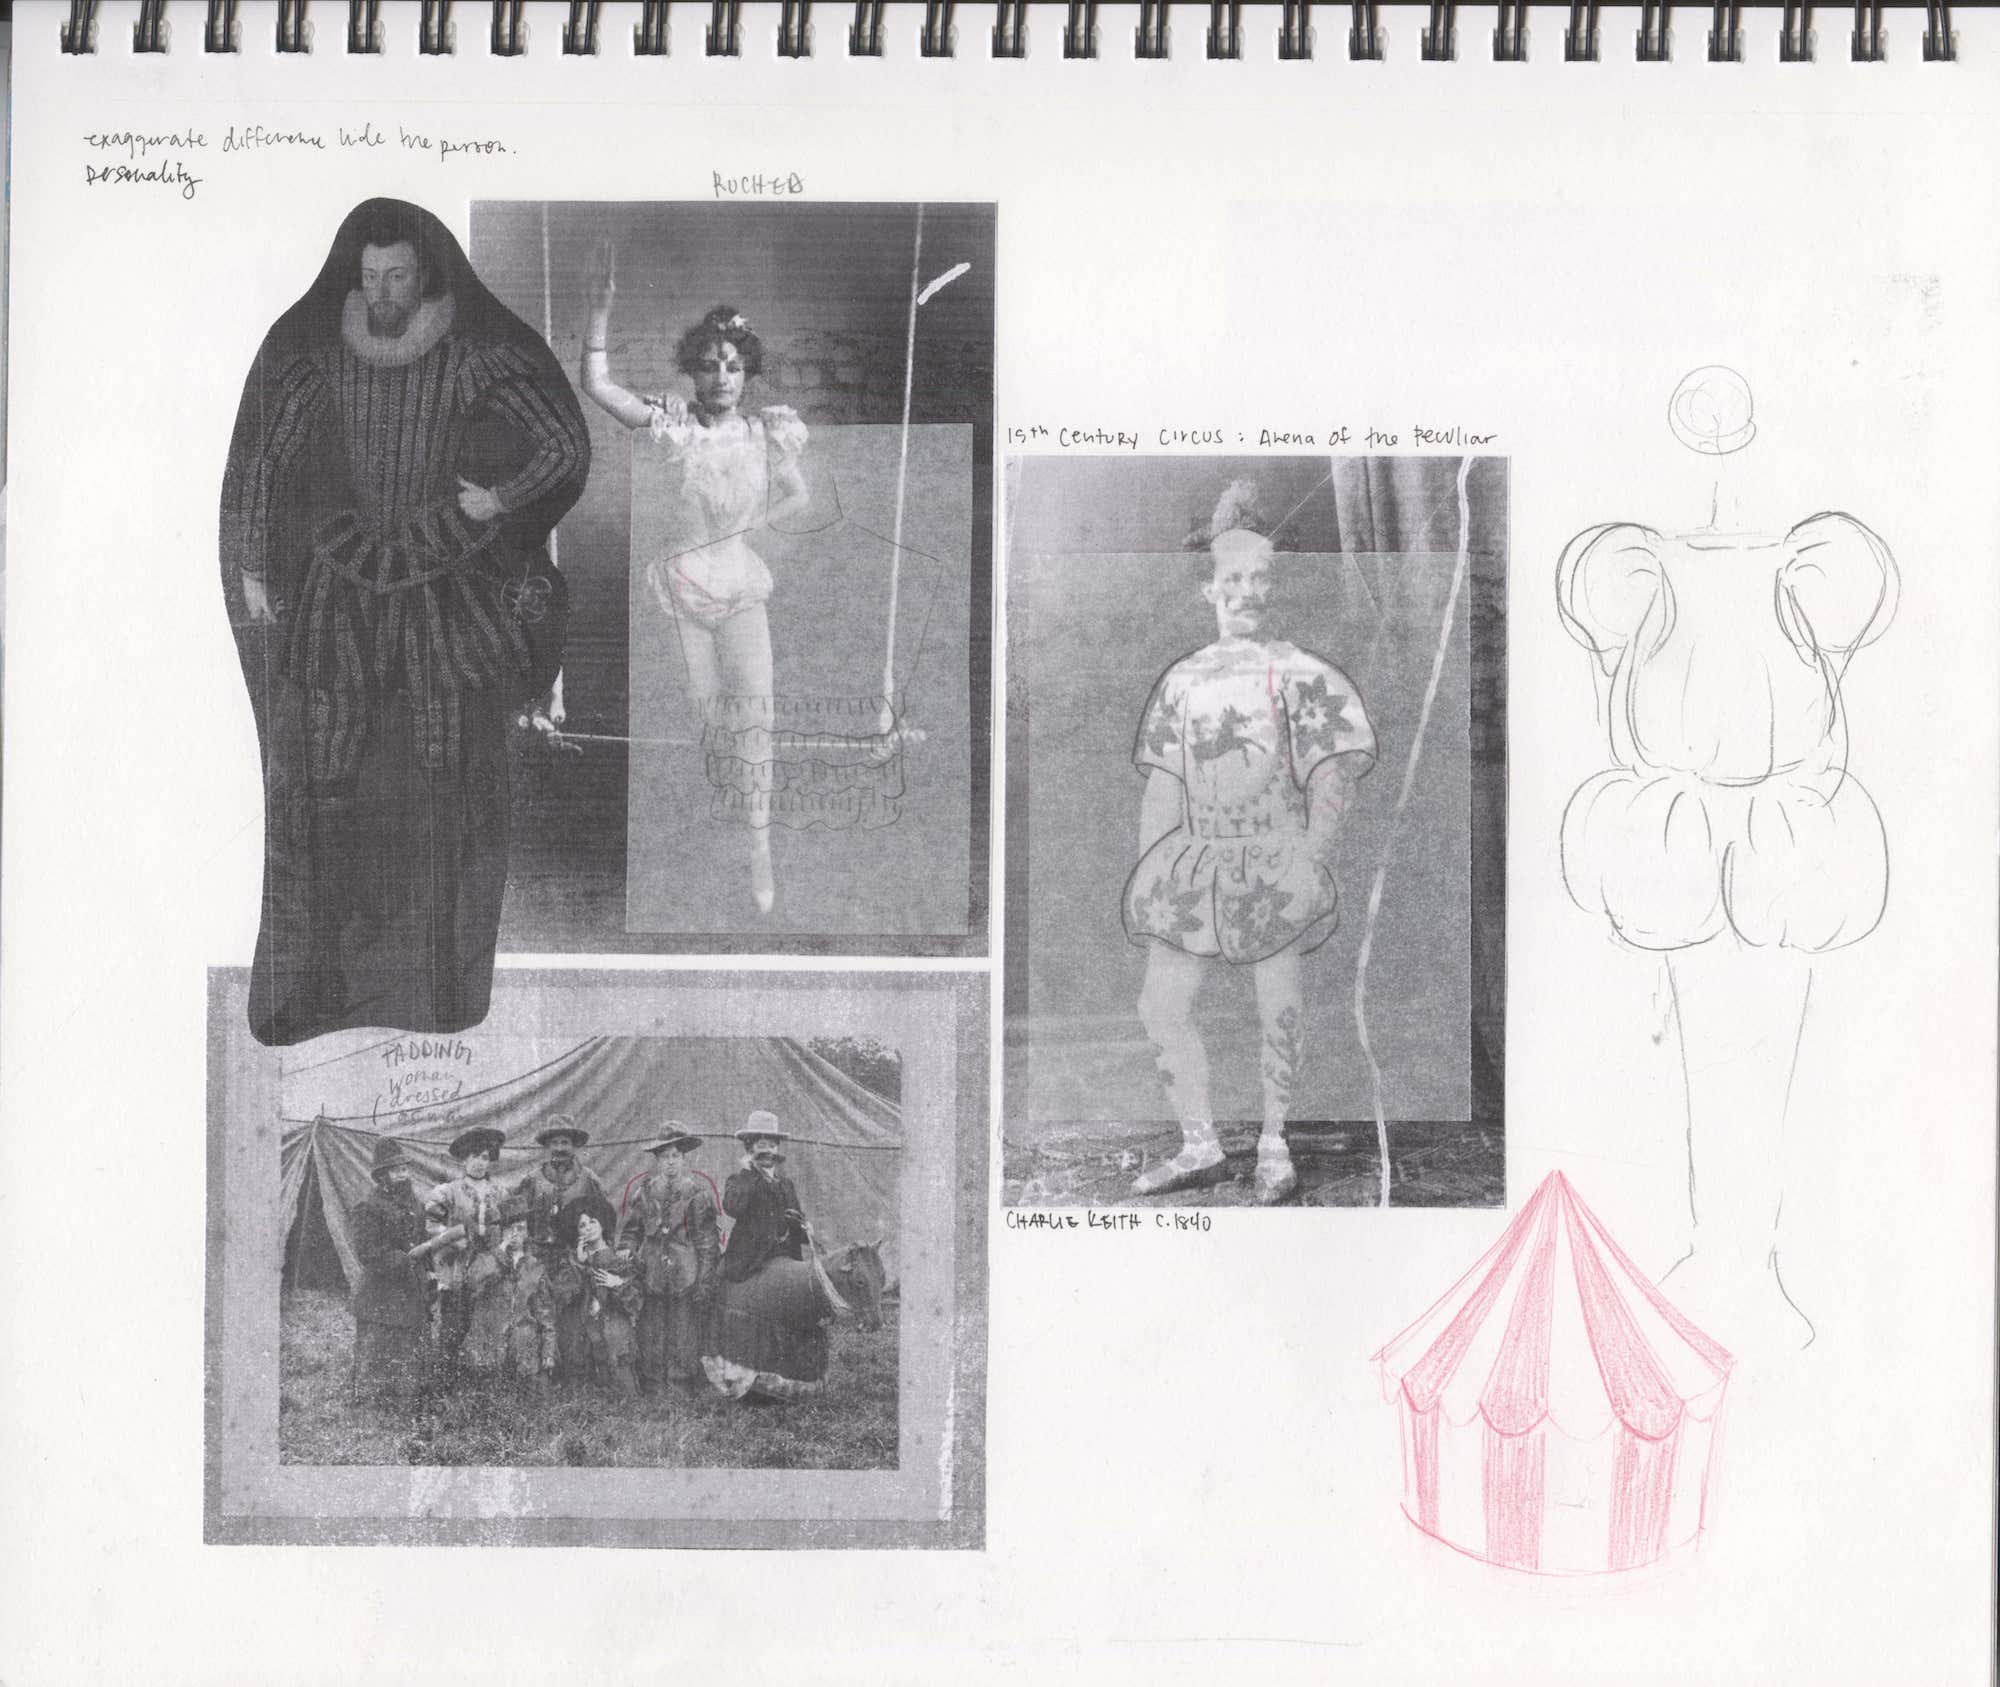 exaggurate difference hide the person.
personality
RUCHED
19th Century Circus : Arena of the Peculiar
CHARLIE KEITH C. 1840
PADDING
woman
dressed